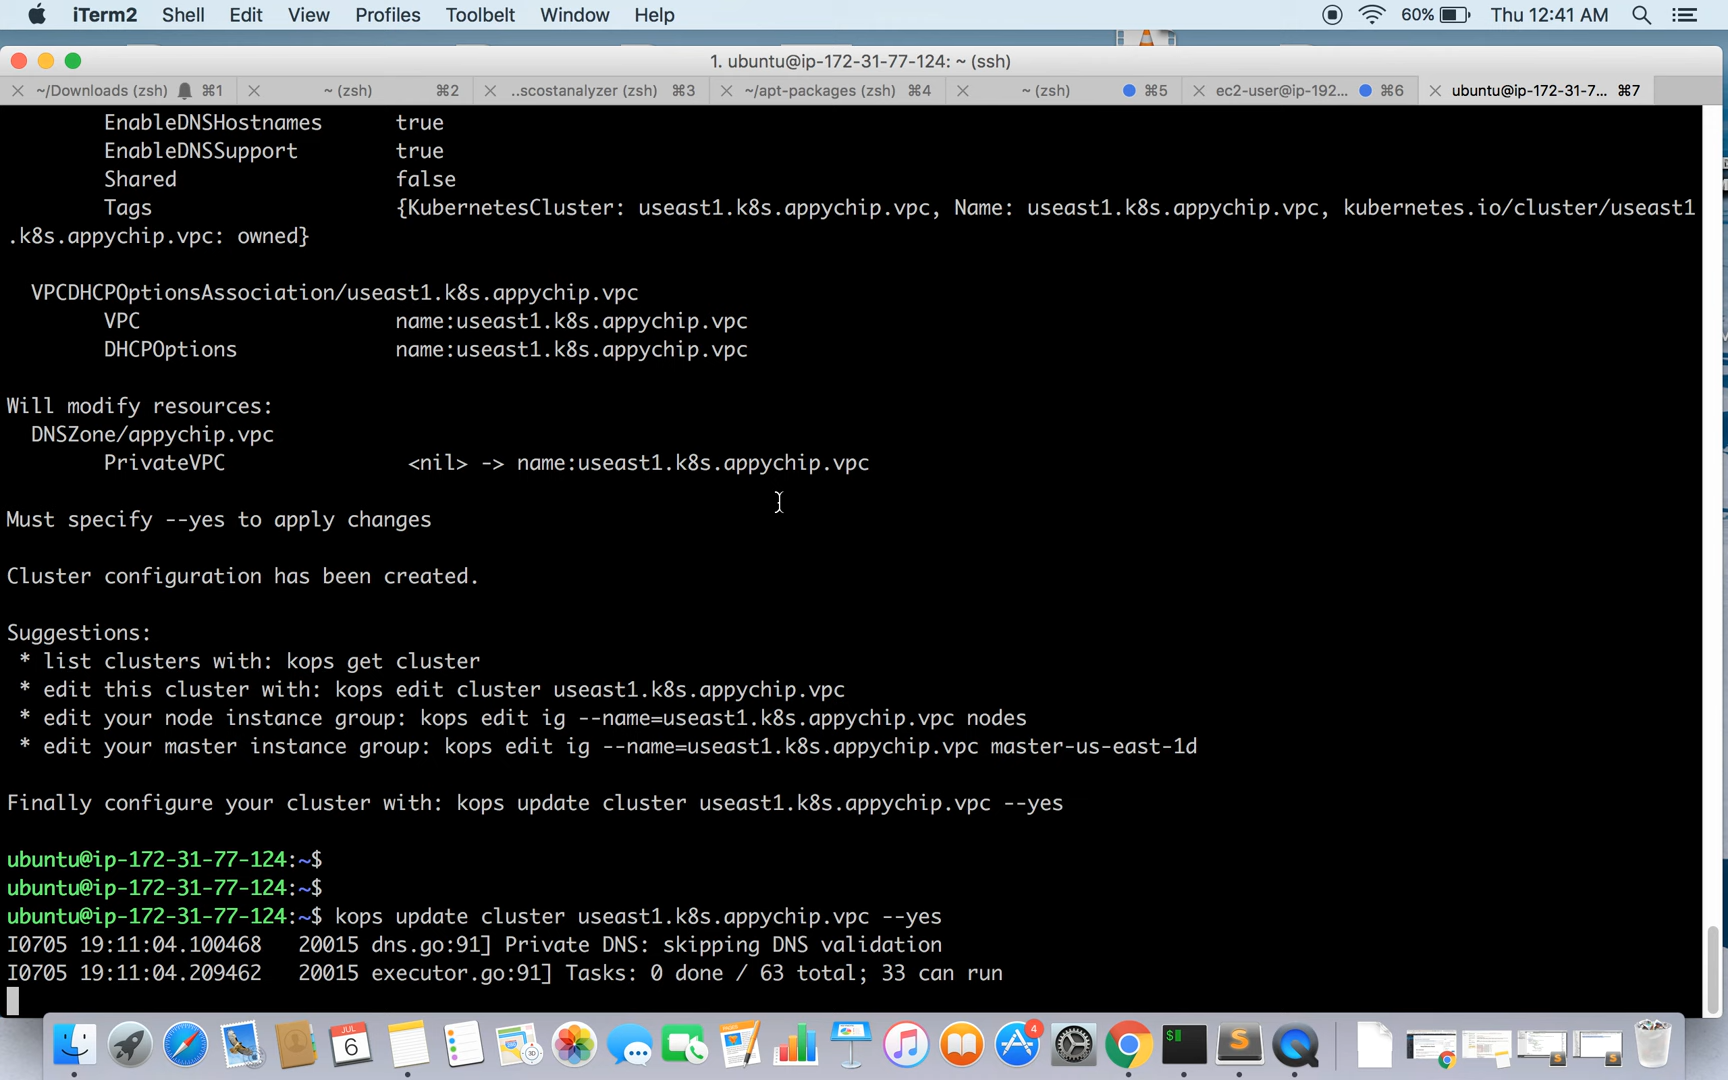 iTerm2 Shell Edit View Profiles Toolbelt Window Help 60% Thu 12:41 AM
1. ubuntu@ip-172-31-77-124: ~ (ssh)
~/Downloads (zsh) ⌘1 ~ (zsh) ⌘2 ..scostanalyzer (zsh) ⌘3 ~/apt-packages (zsh) ⌘4 ~ (zsh) ⌘5 ec2-user@ip-192... ⌘6 ubuntu@ip-172-31-7... ⌘7
EnableDNSHostnames true
EnableDNSSupport true
Shared false
Tags {KubernetesCluster: useast1.k8s.appychip.vpc, Name: useast1.k8s.appychip.vpc, kubernetes.io/cluster/useast1
.k8s.appychip.vpc: owned}
VPCDHCPOptionsAssociation/useast1.k8s.appychip.vpc
VPC name:useast1.k8s.appychip.vpc
DHCPOptions name:useast1.k8s.appychip.vpc
Will modify resources:
DNSZone/appychip.vpc
PrivateVPC <nil> -> name:useast1.k8s.appychip.vpc
Must specify --yes to apply changes
Cluster configuration has been created.
Suggestions:
* list clusters with: kops get cluster
* edit this cluster with: kops edit cluster useast1.k8s.appychip.vpc
* edit your node instance group: kops edit ig --name=useast1.k8s.appychip.vpc nodes
* edit your master instance group: kops edit ig --name=useast1.k8s.appychip.vpc master-us-east-1d
Finally configure your cluster with: kops update cluster useast1.k8s.appychip.vpc --yes
ubuntu@ip-172-31-77-124:~$
ubuntu@ip-172-31-77-124:~$
ubuntu@ip-172-31-77-124:~$ kops update cluster useast1.k8s.appychip.vpc --yes
I0705 19:11:04.100468 20015 dns.go:91] Private DNS: skipping DNS validation
I0705 19:11:04.209462 20015 executor.go:91] Tasks: 0 done / 63 total; 33 can run
JUL
6
4
$